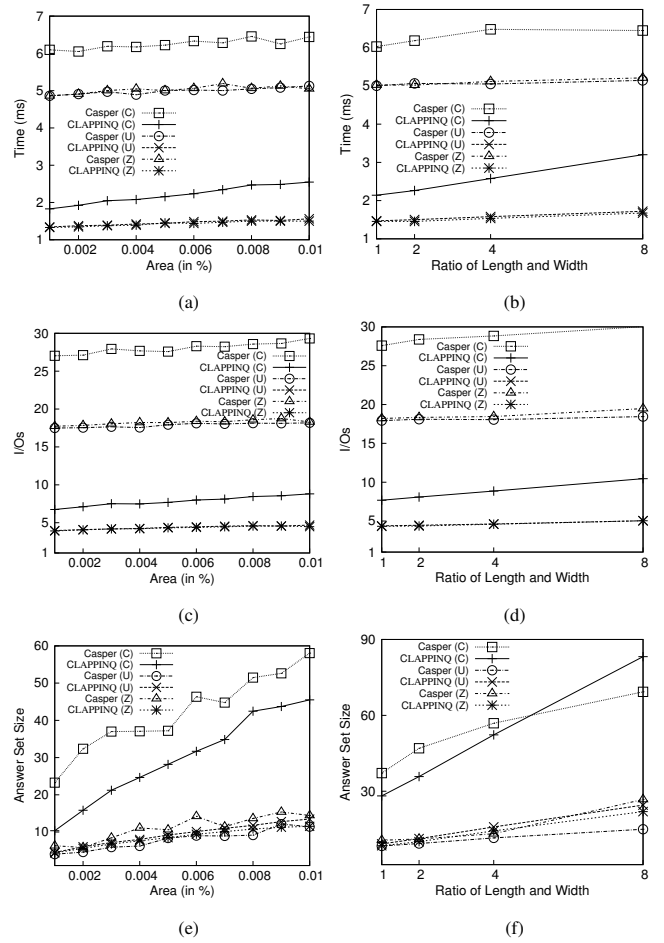 7
6
5
4
3
2
1
Time (ms)
Casper (C)
CLAPPINQ (C)
Casper (U)
CLAPPINQ (U)
Casper (Z)
CLAPPINQ (Z)
0.002 0.004 0.006 0.008 0.01
Area (in %)
(a)
7
6
5
4
3
2
1
Time (ms)
Casper (C)
CLAPPINQ (C)
Casper (U)
CLAPPINQ (U)
Casper (Z)
CLAPPINQ (Z)
1 2 4 8
Ratio of Length and Width
(b)
30
25
20
15
10
5
1
I/Os
Casper (C)
CLAPPINQ (C)
Casper (U)
CLAPPINQ (U)
Casper (Z)
CLAPPINQ (Z)
0.002 0.004 0.006 0.008 0.01
Area (in %)
(c)
30
25
20
15
10
5
1
I/Os
Casper (C)
CLAPPINQ (C)
Casper (U)
CLAPPINQ (U)
Casper (Z)
CLAPPINQ (Z)
1 2 4 8
Ratio of Length and Width
(d)
60
50
40
30
20
10
Answer Set Size
Casper (C)
CLAPPINQ (C)
Casper (U)
CLAPPINQ (U)
Casper (Z)
CLAPPINQ (Z)
0.002 0.004 0.006 0.008 0.01
Area (in %)
(e)
90
60
30
Answer Set Size
Casper (C)
CLAPPINQ (C)
Casper (U)
CLAPPINQ (U)
Casper (Z)
CLAPPINQ (Z)
1 2 4 8
Ratio of Length and Width
(f)